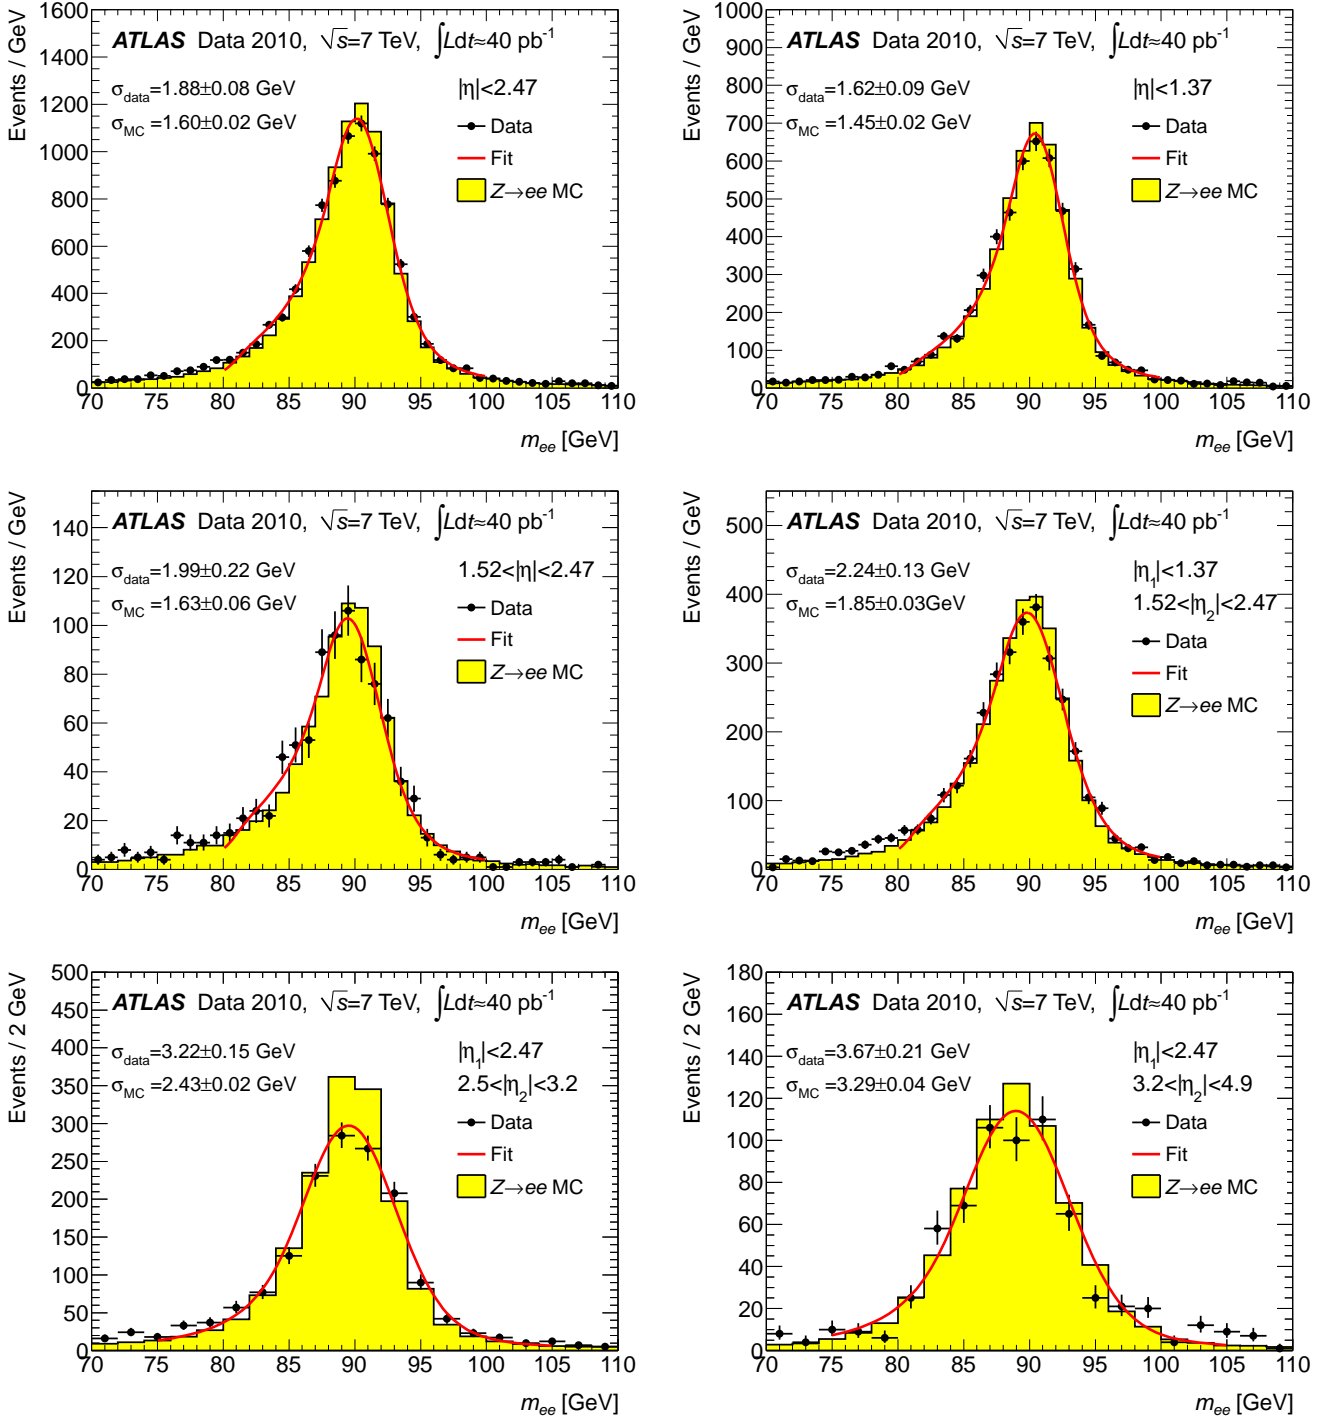 Events / GeV
1600
1400
1200
1000
800
600
400
200
0
ATLAS Data 2010, √s=7 TeV, ∫Ldt≈40 pb⁻¹
σdata=1.88±0.08 GeV
σMC =1.60±0.02 GeV
|η|<2.47
Data
Fit
Z→ee MC
70 75 80 85 90 95 100 105 110
mee [GeV]
Events / GeV
1000
900
800
700
600
500
400
300
200
100
0
ATLAS Data 2010, √s=7 TeV, ∫Ldt≈40 pb⁻¹
σdata=1.62±0.09 GeV
σMC =1.45±0.02 GeV
|η|<1.37
Data
Fit
Z→ee MC
70 75 80 85 90 95 100 105 110
mee [GeV]
Events / GeV
140
120
100
80
60
40
20
0
ATLAS Data 2010, √s=7 TeV, ∫Ldt≈40 pb⁻¹
σdata=1.99±0.22 GeV
σMC =1.63±0.06 GeV
1.52<|η|<2.47
Data
Fit
Z→ee MC
70 75 80 85 90 95 100 105 110
mee [GeV]
Events / GeV
500
400
300
200
100
0
ATLAS Data 2010, √s=7 TeV, ∫Ldt≈40 pb⁻¹
σdata=2.24±0.13 GeV
σMC =1.85±0.03GeV
|η₁|<1.37
1.52<|η₂|<2.47
Data
Fit
Z→ee MC
70 75 80 85 90 95 100 105 110
mee [GeV]
Events / 2 GeV
500
450
400
350
300
250
200
150
100
50
0
ATLAS Data 2010, √s=7 TeV, ∫Ldt≈40 pb⁻¹
σdata=3.22±0.15 GeV
σMC =2.43±0.02 GeV
|η₁|<2.47
2.5<|η₂|<3.2
Data
Fit
Z→ee MC
70 75 80 85 90 95 100 105 110
mee [GeV]
Events / 2 GeV
180
160
140
120
100
80
60
40
20
0
ATLAS Data 2010, √s=7 TeV, ∫Ldt≈40 pb⁻¹
σdata=3.67±0.21 GeV
σMC =3.29±0.04 GeV
|η₁|<2.47
3.2<|η₂|<4.9
Data
Fit
Z→ee MC
70 75 80 85 90 95 100 105 110
mee [GeV]